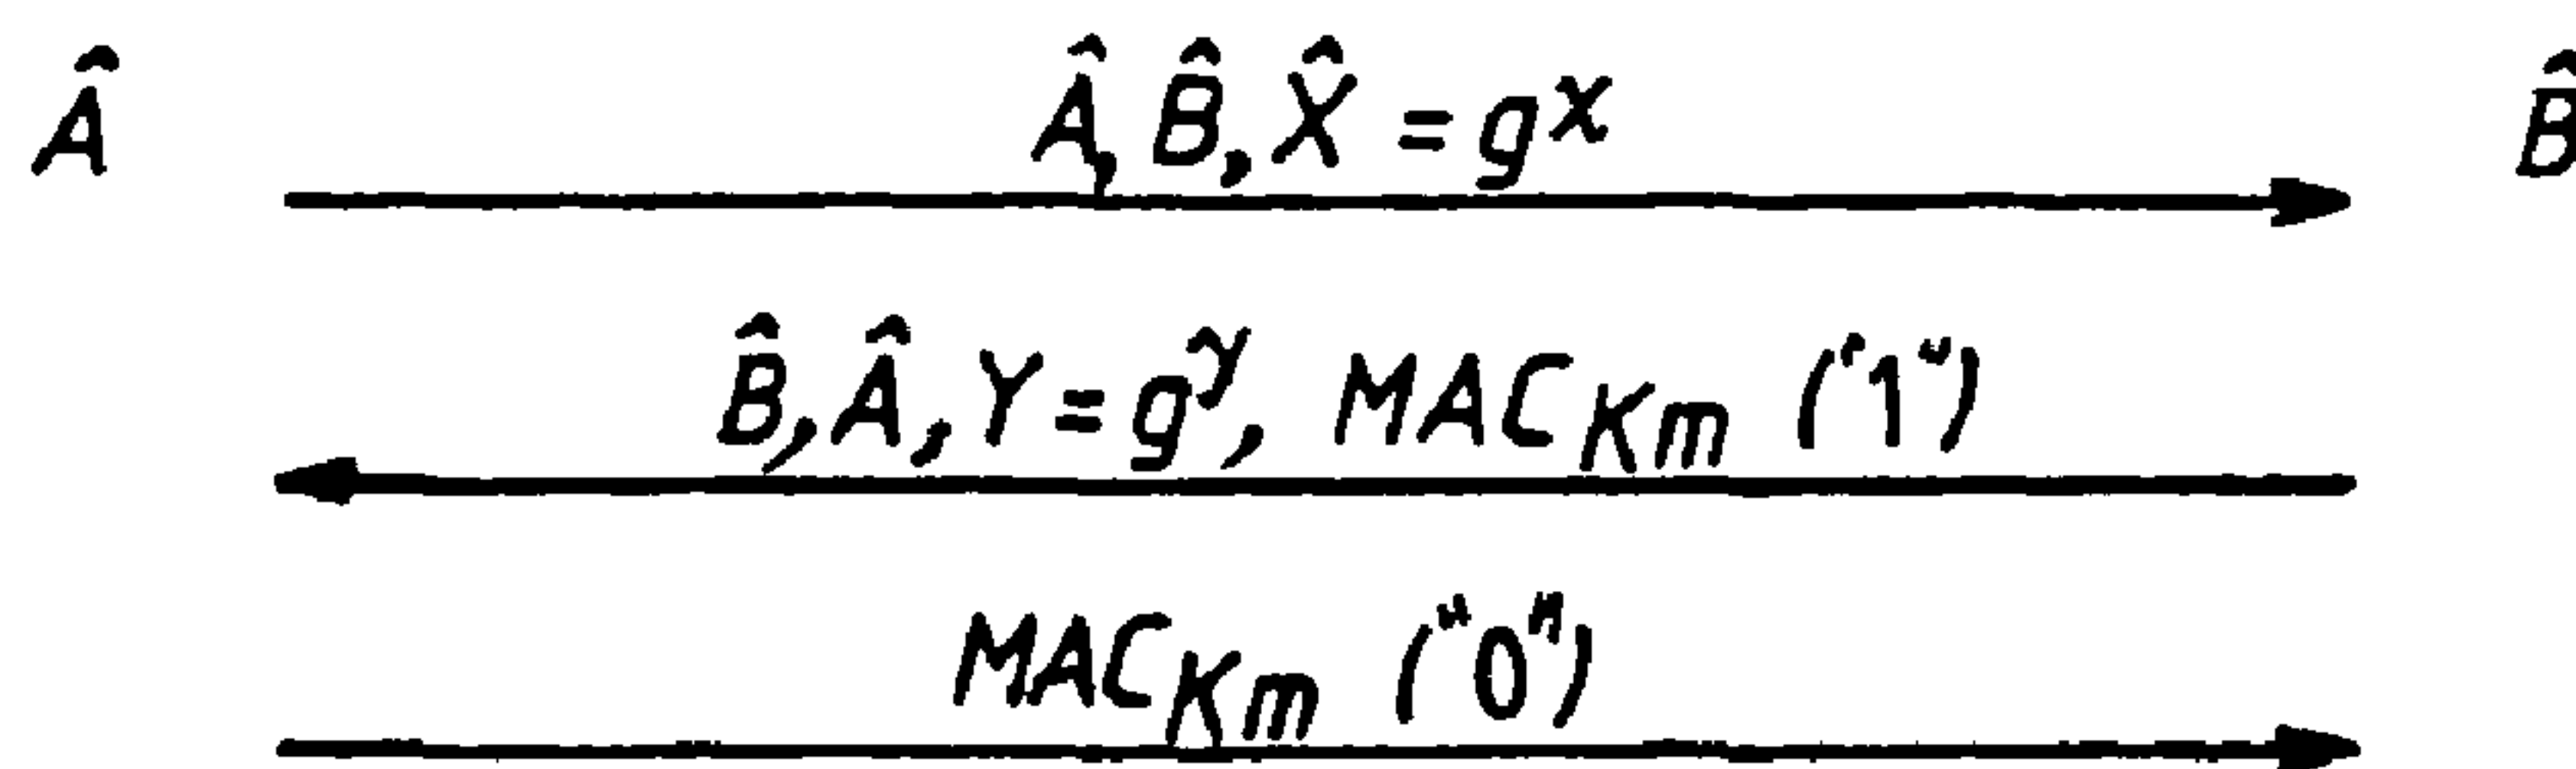 Â Â, B̂, X̂ = g^x B̂
B̂, Â, Y = g^y, MAC_Km ("1")
MAC_Km ("0")